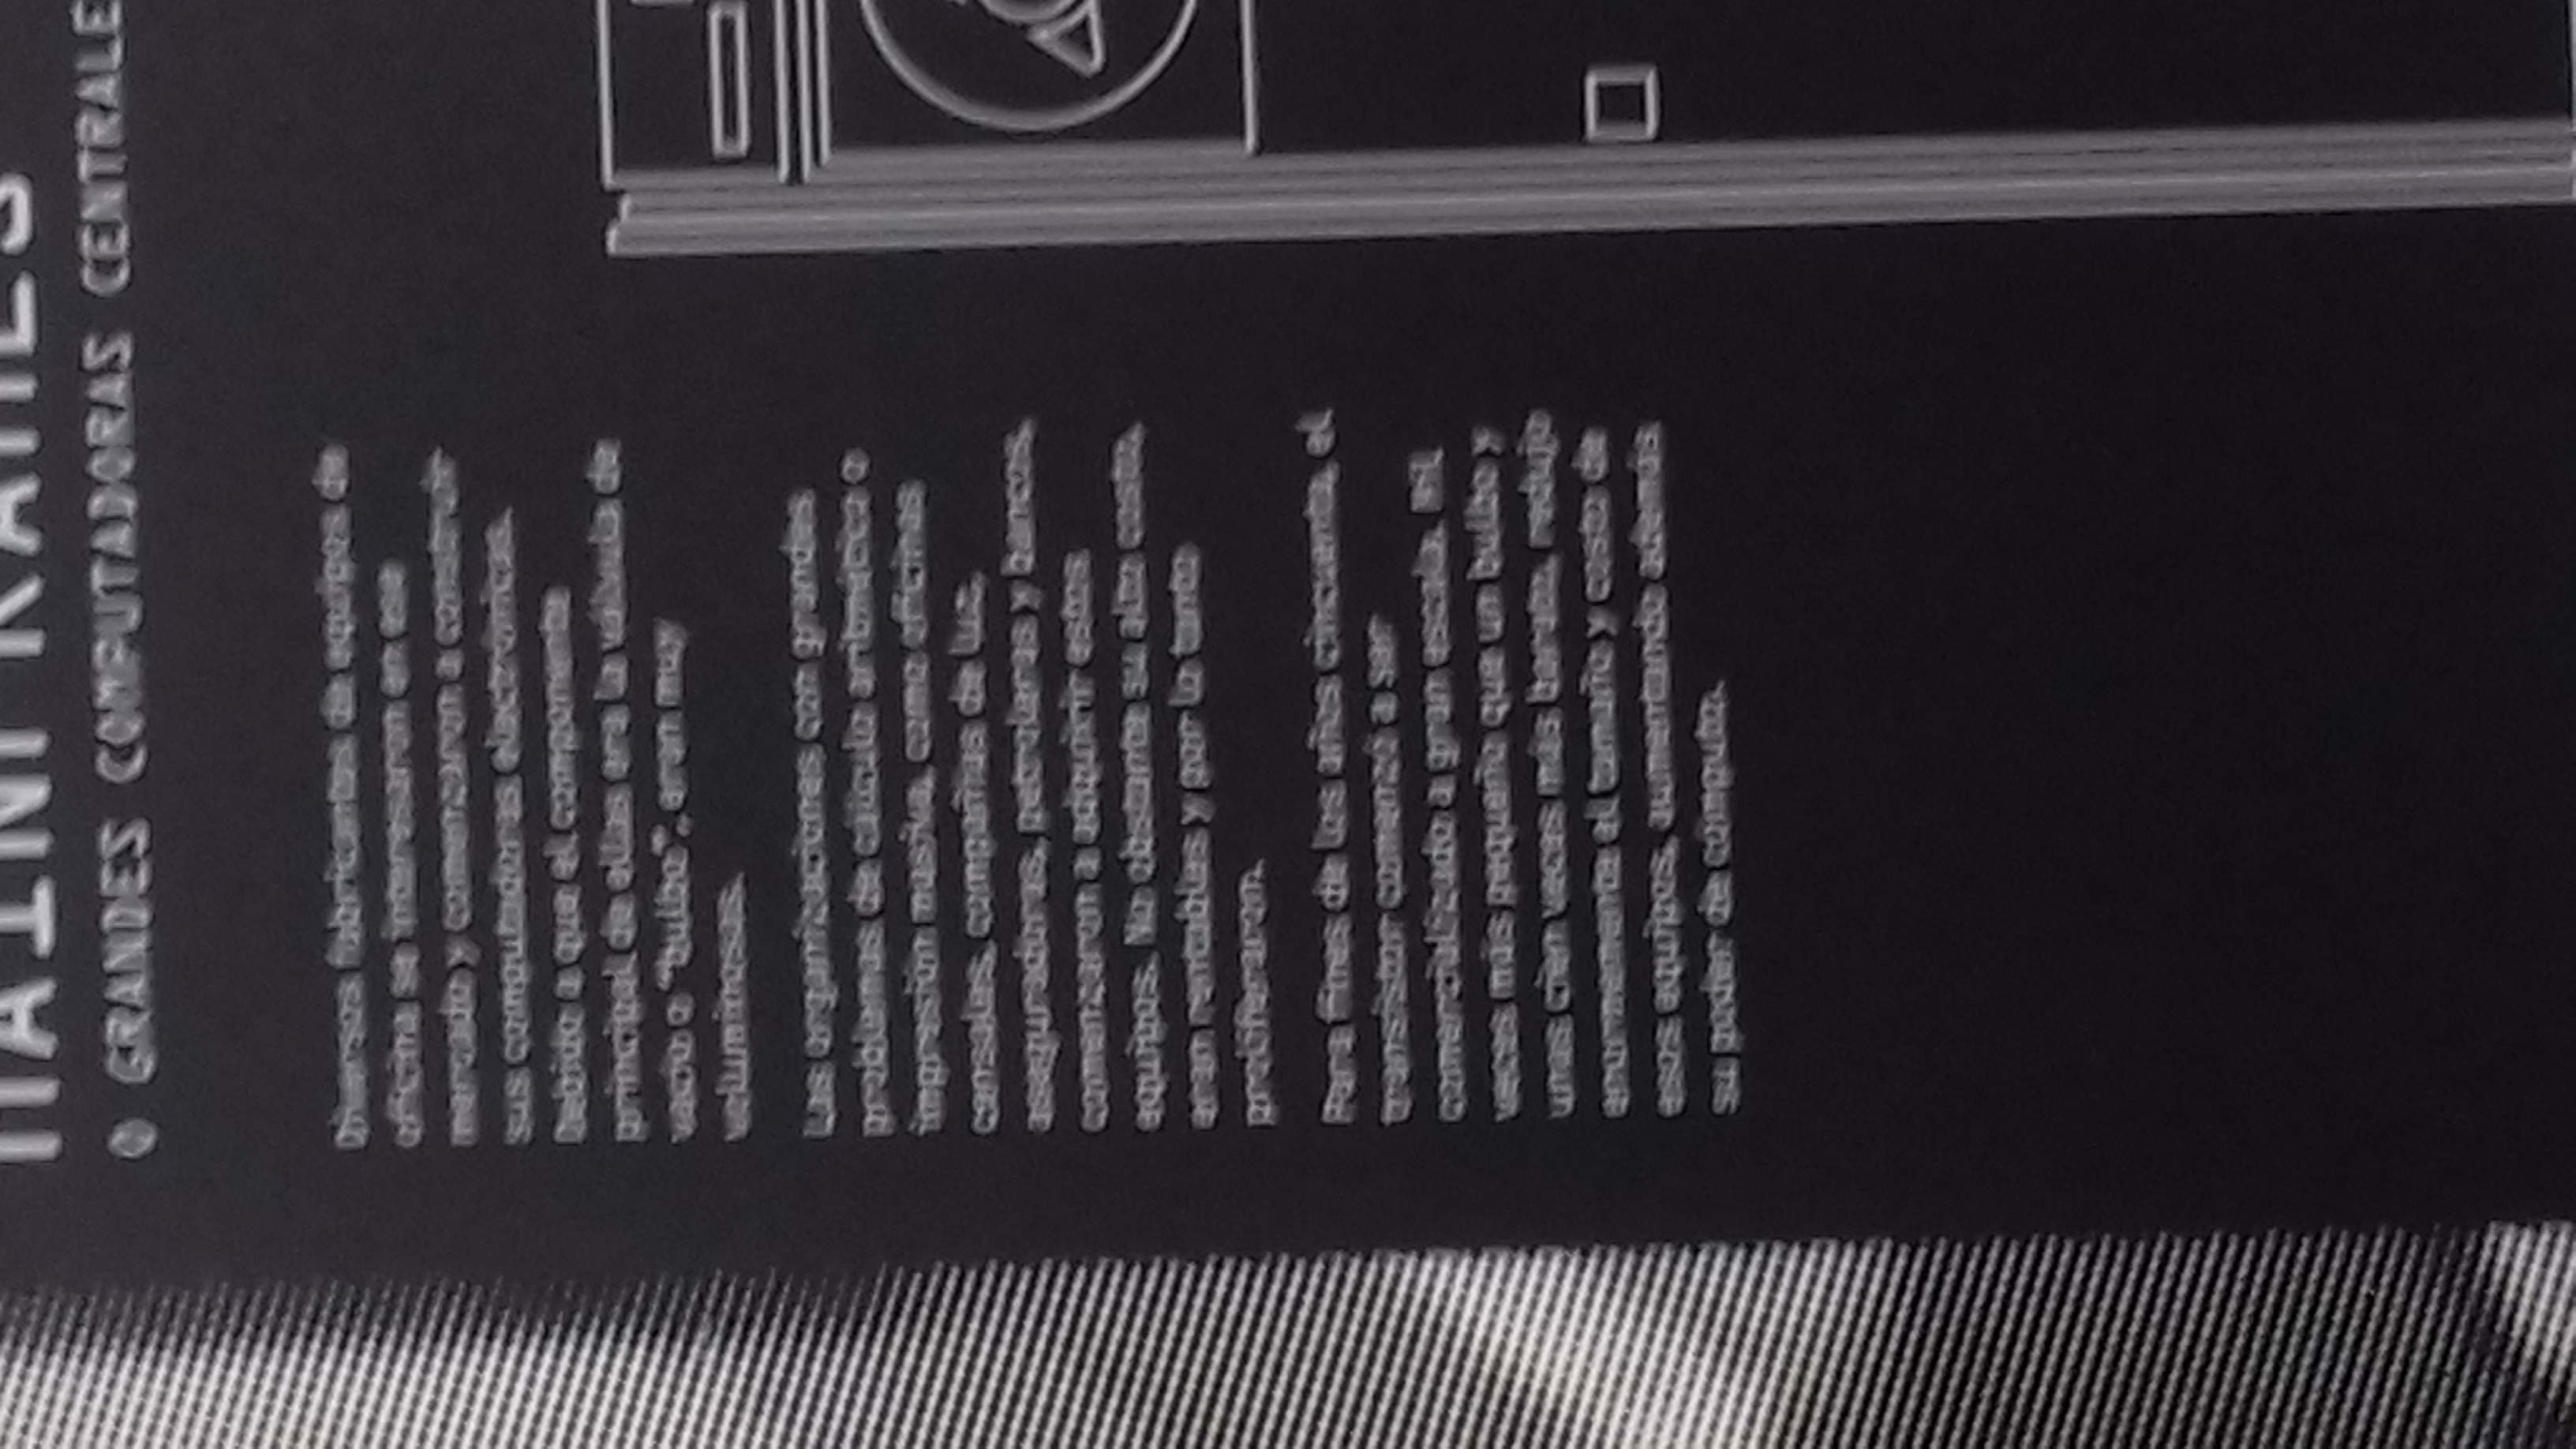 MAINFRAMES
O GRANDES COMPUTADORAS CENTRALE
Diversos fabricantes de equipos de
oficina se interesaron en ese
mercado y comenzaron a construir
sus computadoras electrónicas.
Debido a que el componente
principal de ellas era la válvula de
vacío o “bulbo”, eran muy
voluminosas.
Las organizaciones con grandes
problemas de cálculo aritmético o
impresión masiva, como oficinas
censales, compañías de luz,
aseguradoras, petroleras y bancos,
comenzaron a adquirir estos
equipos. No obstante su alto costo,
eran rentables y por lo tanto
proliferaron.
Para fines de los años cincuenta, el
transistor comenzó a ser
comercializado a gran escala. Mil
veces más pequeño que un bulbo y
unas cien veces más barato, redujo
enormemente el tamaño y costo de
esos equipos, aumentando además
su poder de cómputo.